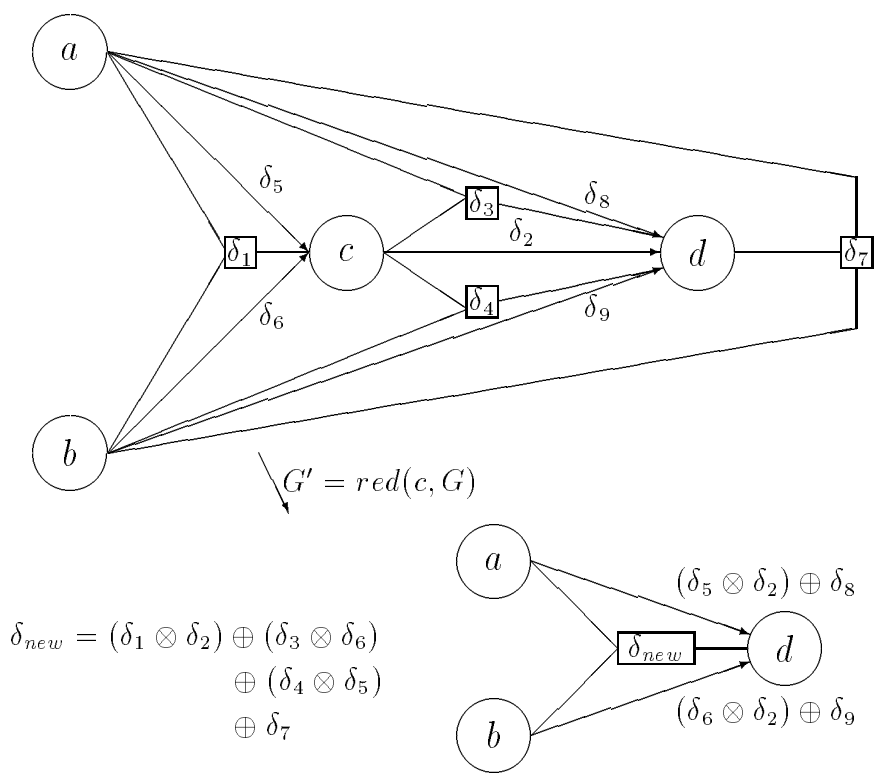 a
δ5
δ8
δ3
δ2
δ1
c
d
δ7
δ4
δ6
δ9
b
G′ = red(c, G)
a
(δ5 ⊗ δ2) ⊕ δ8
δnew = (δ1 ⊗ δ2) ⊕ (δ3 ⊗ δ6)
⊕ (δ4 ⊗ δ5)
⊕ δ7
δnew
d
(δ6 ⊗ δ2) ⊕ δ9
b